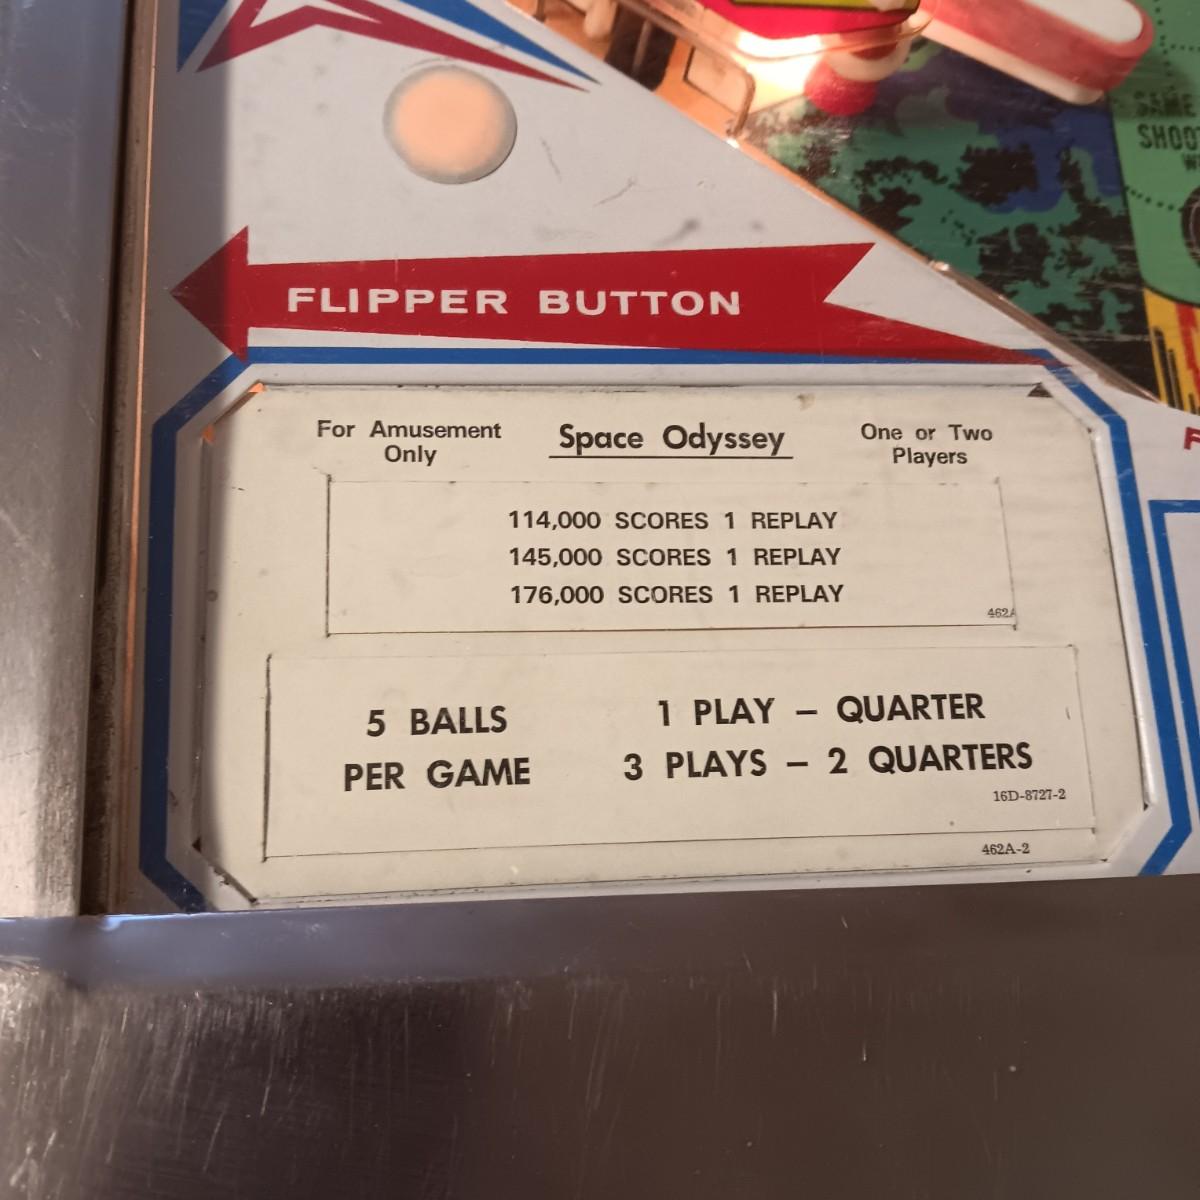 SAME
SHOO
FLIPPER BUTTON
For Amusement Only
Space Odyssey
One or Two Players
114,000 SCORES 1 REPLAY
145,000 SCORES 1 REPLAY
176,000 SCORES 1 REPLAY
462A
5 BALLS
PER GAME
1 PLAY – QUARTER
3 PLAYS – 2 QUARTERS
16D-8727-2
462A-2
F